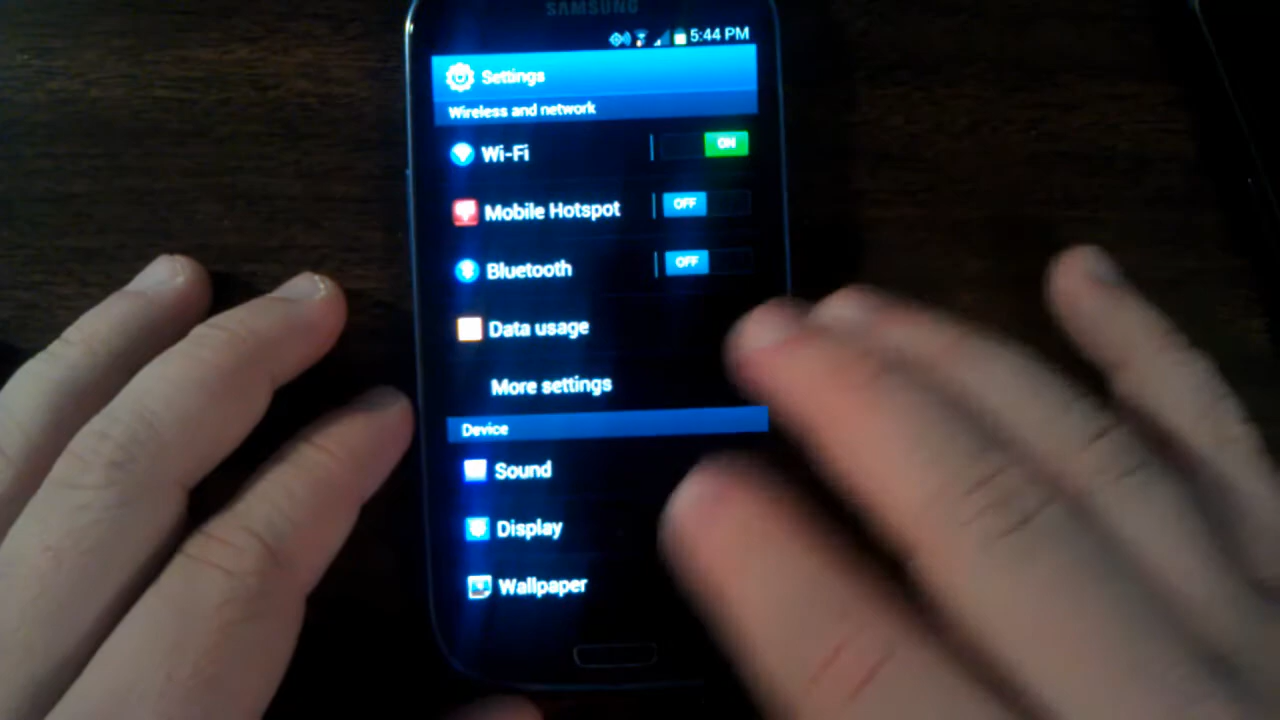 SAMSUNG
5:44 PM
Settings
Wireless and network
Wi-Fi ON
Mobile Hotspot OFF
Bluetooth OFF
Data usage
More settings
Device
Sound
Display
Wallpaper